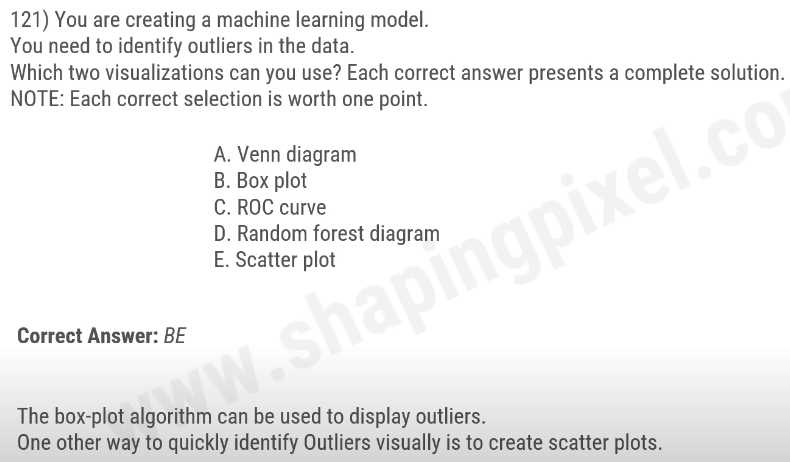 121) You are creating a machine learning model.
You need to identify outliers in the data.
Which two visualizations can you use? Each correct answer presents a complete solution.
NOTE: Each correct selection is worth one point.
A. Venn diagram
B. Box plot
C. ROC curve
D. Random forest diagram
E. Scatter plot
Correct Answer: BE
The box-plot algorithm can be used to display outliers.
One other way to quickly identify Outliers visually is to create scatter plots.
www.shapingpixel.co